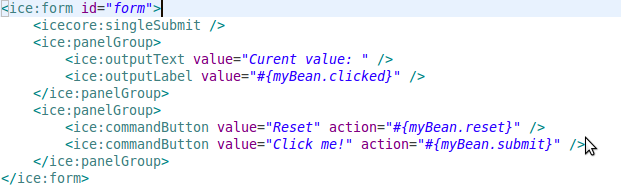 <ice:form id="form">
<icecore:singleSubmit />
<ice:panelGroup>
<ice:outputText value="Curent value: " />
<ice:outputLabel value="#{myBean.clicked}" />
</ice:panelGroup>
<ice:panelGroup>
<ice:commandButton value="Reset" action="#{myBean.reset}" />
<ice:commandButton value="Click me!" action="#{myBean.submit}" />
</ice:panelGroup>
</ice:form>